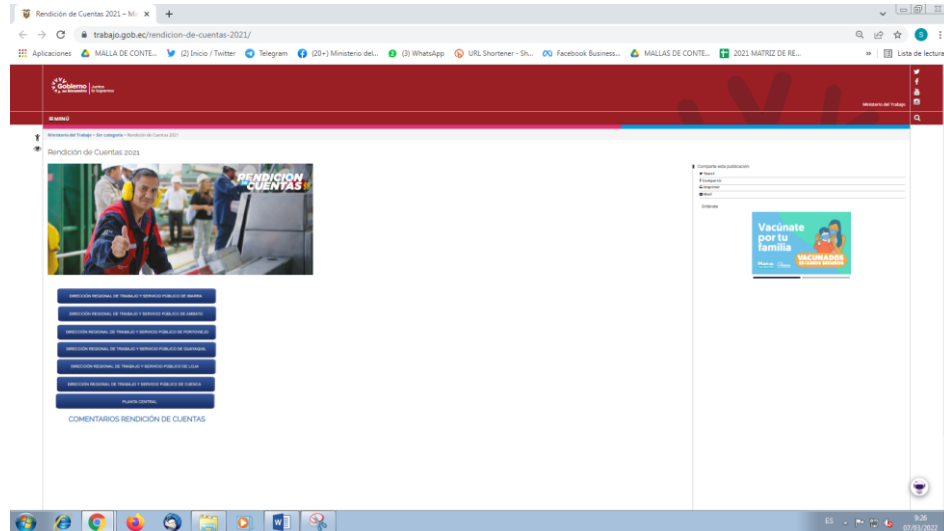 Rendición de Cuentas 2021 – Min
trabajo.gob.ec/rendicion-de-cuentas-2021/
Aplicaciones
MALLA DE CONTE...
(2) Inicio / Twitter
Telegram
(20+) Ministerio del...
(3) WhatsApp
URL Shortener - Sh...
Facebook Business...
MALLAS DE CONTE...
2021 MATRIZ DE RE...
»
Lista de lectura
Gobierno
Juntos
lo logramos
Ministerio del Trabajo
MENÚ
Ministerio del Trabajo > Sin categoría > Rendición de Cuentas 2021
Rendición de Cuentas 2021
RENDICION
DE CUENTAS
DIRECCIÓN REGIONAL DE TRABAJO Y SERVICIO PÚBLICO DE IBARRA
DIRECCIÓN REGIONAL DE TRABAJO Y SERVICIO PÚBLICO DE AMBATO
DIRECCIÓN REGIONAL DE TRABAJO Y SERVICIO PÚBLICO DE PORTOVIEJO
DIRECCIÓN REGIONAL DE TRABAJO Y SERVICIO PÚBLICO DE GUAYAQUIL
DIRECCIÓN REGIONAL DE TRABAJO Y SERVICIO PÚBLICO DE LOJA
DIRECCIÓN REGIONAL DE TRABAJO Y SERVICIO PÚBLICO DE CUENCA
PLANTA CENTRAL
COMENTARIOS RENDICIÓN DE CUENTAS
Comparte esta publicación:
Tweet
Compartir
Imprimir
Mail
Entérate
Vacúnate
por tu
familia
VACUNADOS
ESTAMOS SEGUROS
ES
9:26
07/03/2022